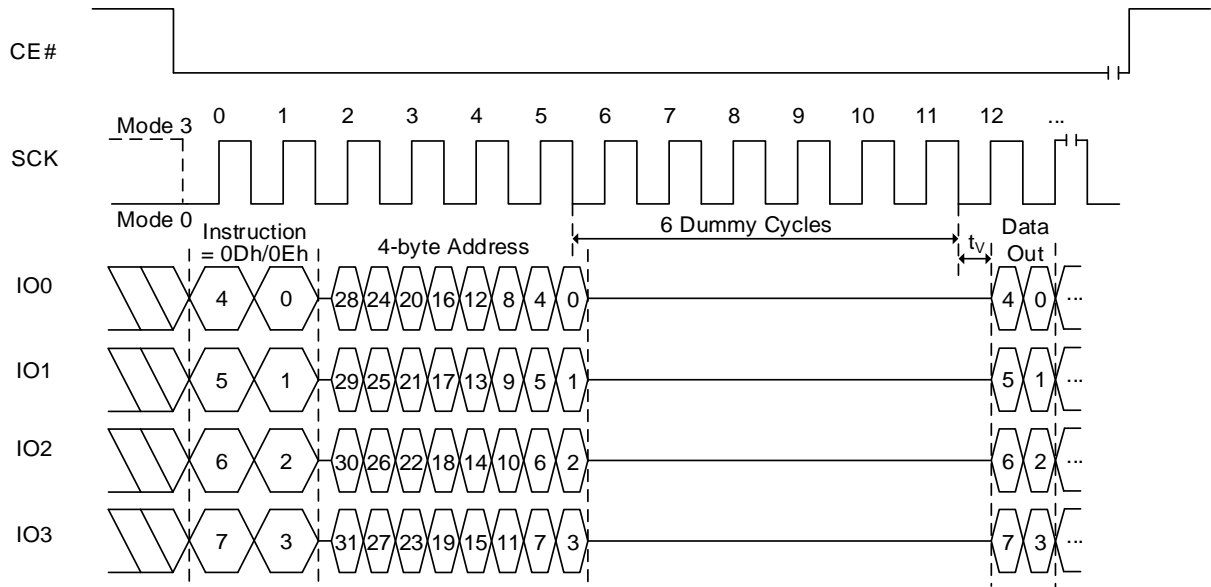 CE#
0 1 2 3 4 5 6 7 8 9 10 11 12 ...
Mode 3
SCK
Mode 0
Instruction
= 0Dh/0Eh
4-byte Address
6 Dummy Cycles
tV
Data
Out
IO0 4 0 28 24 20 16 12 8 4 0 4 0 ...
IO1 5 1 29 25 21 17 13 9 5 1 5 1 ...
IO2 6 2 30 26 22 18 14 10 6 2 6 2 ...
IO3 7 3 31 27 23 19 15 11 7 3 7 3 ...